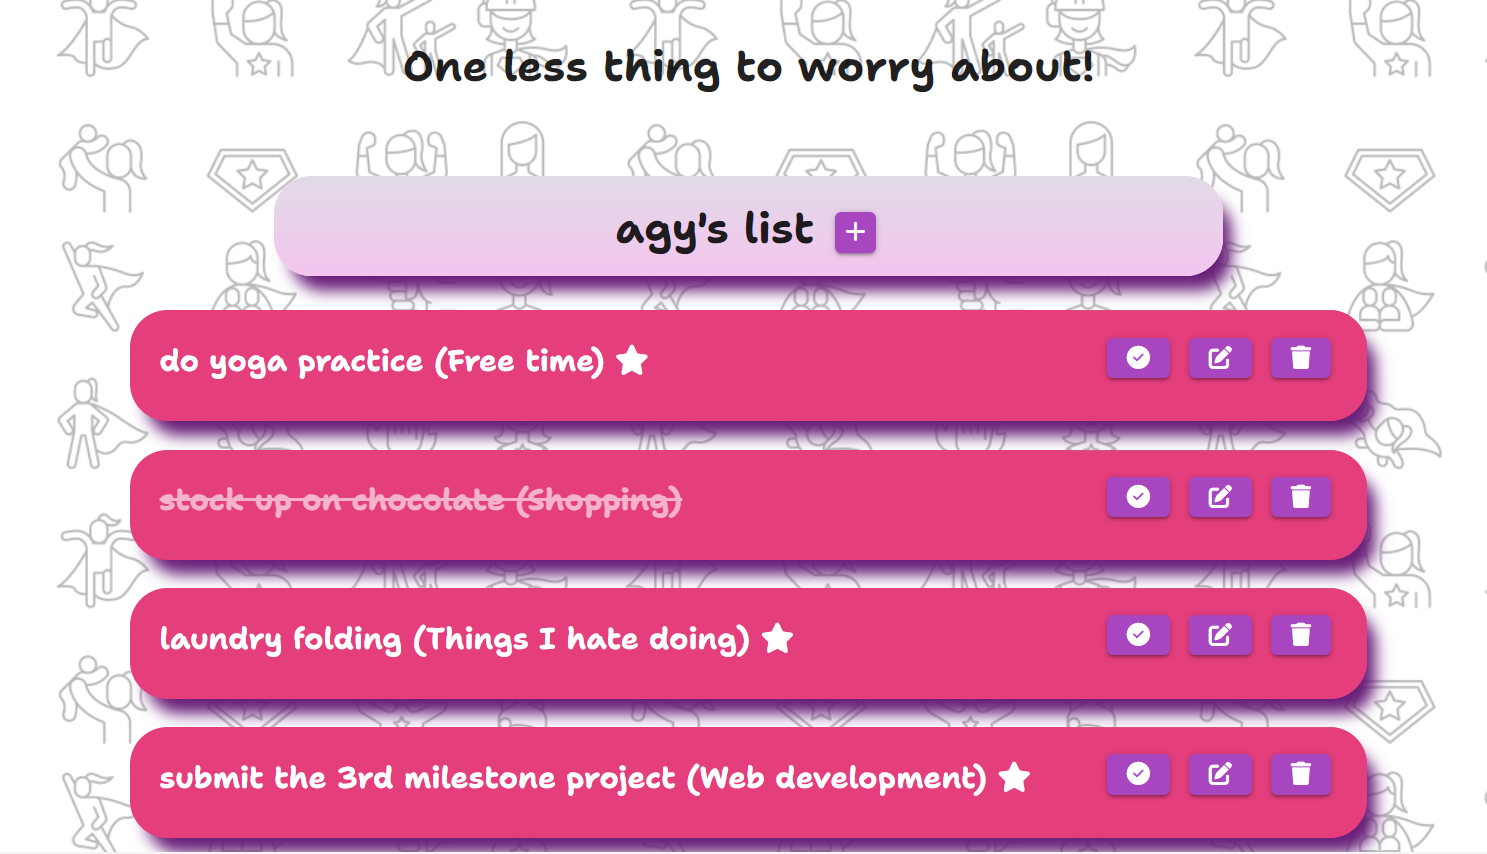 One less thing to worry about!
agy's list
do yoga practice (Free time)
stock up on chocolate (Shopping)
laundry folding (Things I hate doing)
submit the 3rd milestone project (Web development)